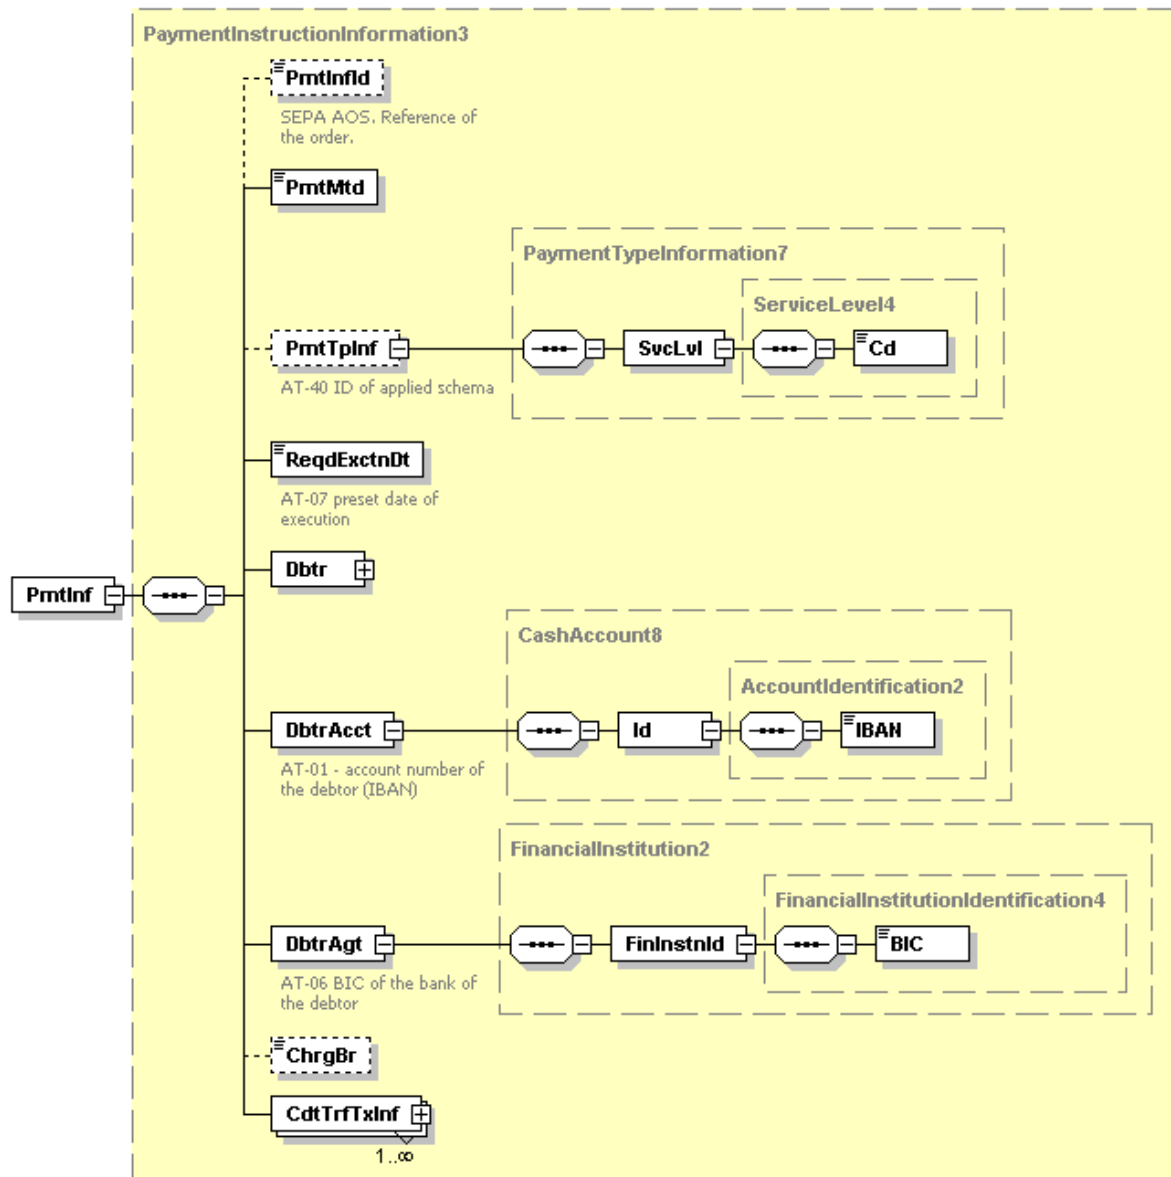 PaymentInstructionInformation3
PmtInfId
SEPA AOS. Reference of
the order.
PmtMtd
PaymentTypeInformation7
ServiceLevel4
PmtTpInf
SvcLvl
Cd
AT-40 ID of applied schema
ReqdExctnDt
AT-07 preset date of
execution
Dbtr
PmtInf
CashAccount8
AccountIdentification2
DbtrAcct
Id
IBAN
AT-01 - account number of
the debtor (IBAN)
FinancialInstitution2
FinancialInstitutionIdentification4
DbtrAgt
FinInstnId
BIC
AT-06 BIC of the bank of
the debtor
ChrgBr
CdtTrfTxInf
1..∞